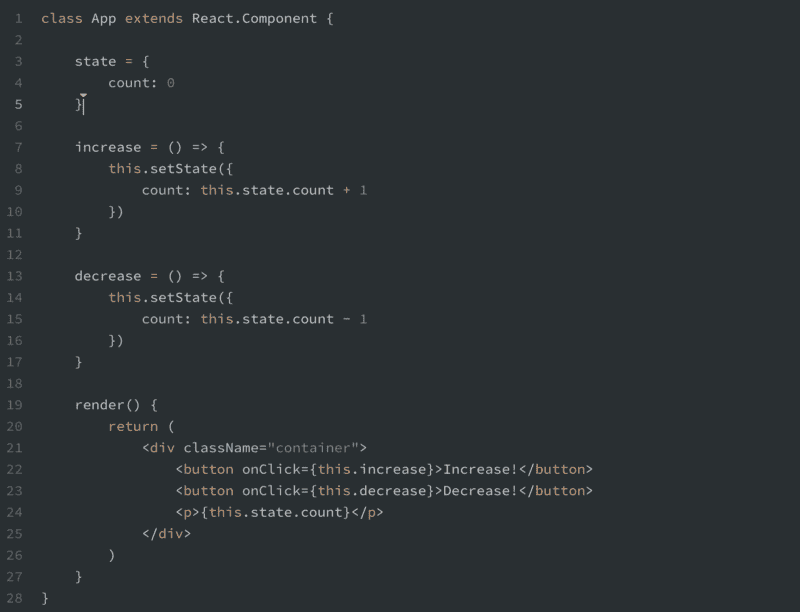 1 class App extends React.Component {
2
3     state = {
4         count: 0
5     }
6
7     increase = () => {
8         this.setState({
9             count: this.state.count + 1
10         })
11     }
12
13     decrease = () => {
14         this.setState({
15             count: this.state.count - 1
16         })
17     }
18
19     render() {
20         return (
21             <div className="container">
22                 <button onClick={this.increase}>Increase!</button>
23                 <button onClick={this.decrease}>Decrease!</button>
24                 <p>{this.state.count}</p>
25             </div>
26         )
27     }
28 }